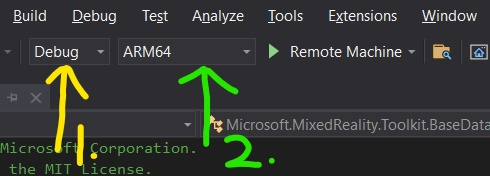 Build Debug Test Analyze Tools Extensions Window
Debug ARM64 Remote Machine
Microsoft.MixedReality.Toolkit.BaseData
Microsoft Corporation.
the MIT License.
1.
2.